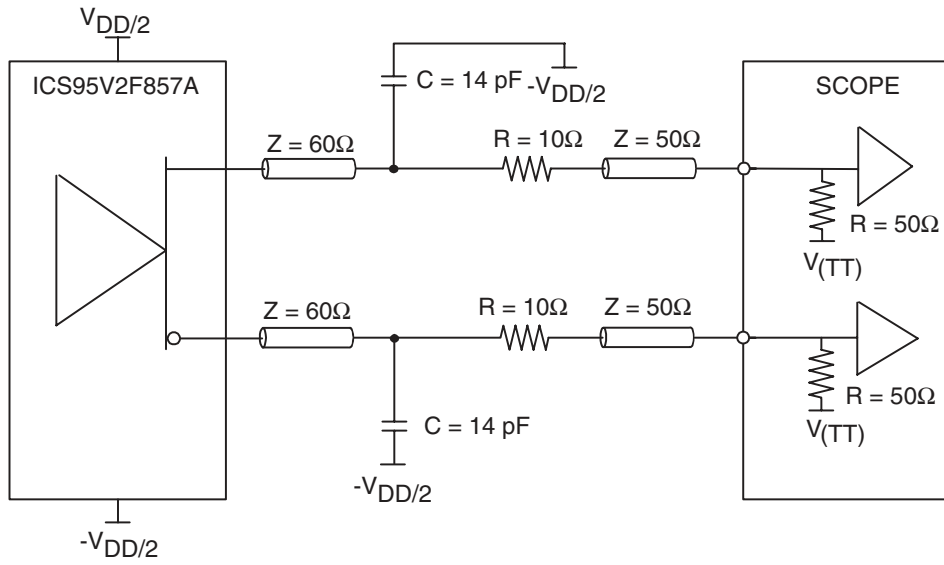 VDD/2
ICS95V2F857A
C = 14 pF
-VDD/2
SCOPE
Z = 60Ω
R = 10Ω
Z = 50Ω
R = 50Ω
V(TT)
Z = 60Ω
R = 10Ω
Z = 50Ω
R = 50Ω
V(TT)
C = 14 pF
-VDD/2
-VDD/2